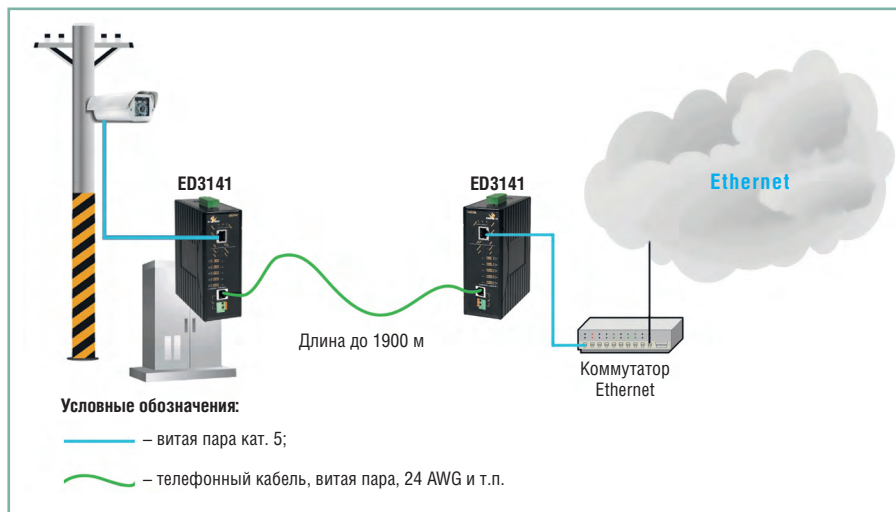 ED3141
ED3141
Ethernet
Длина до 1900 м
Коммутатор
Ethernet
Условные обозначения:
– витая пара кат. 5;
– телефонный кабель, витая пара, 24 AWG и т.п.